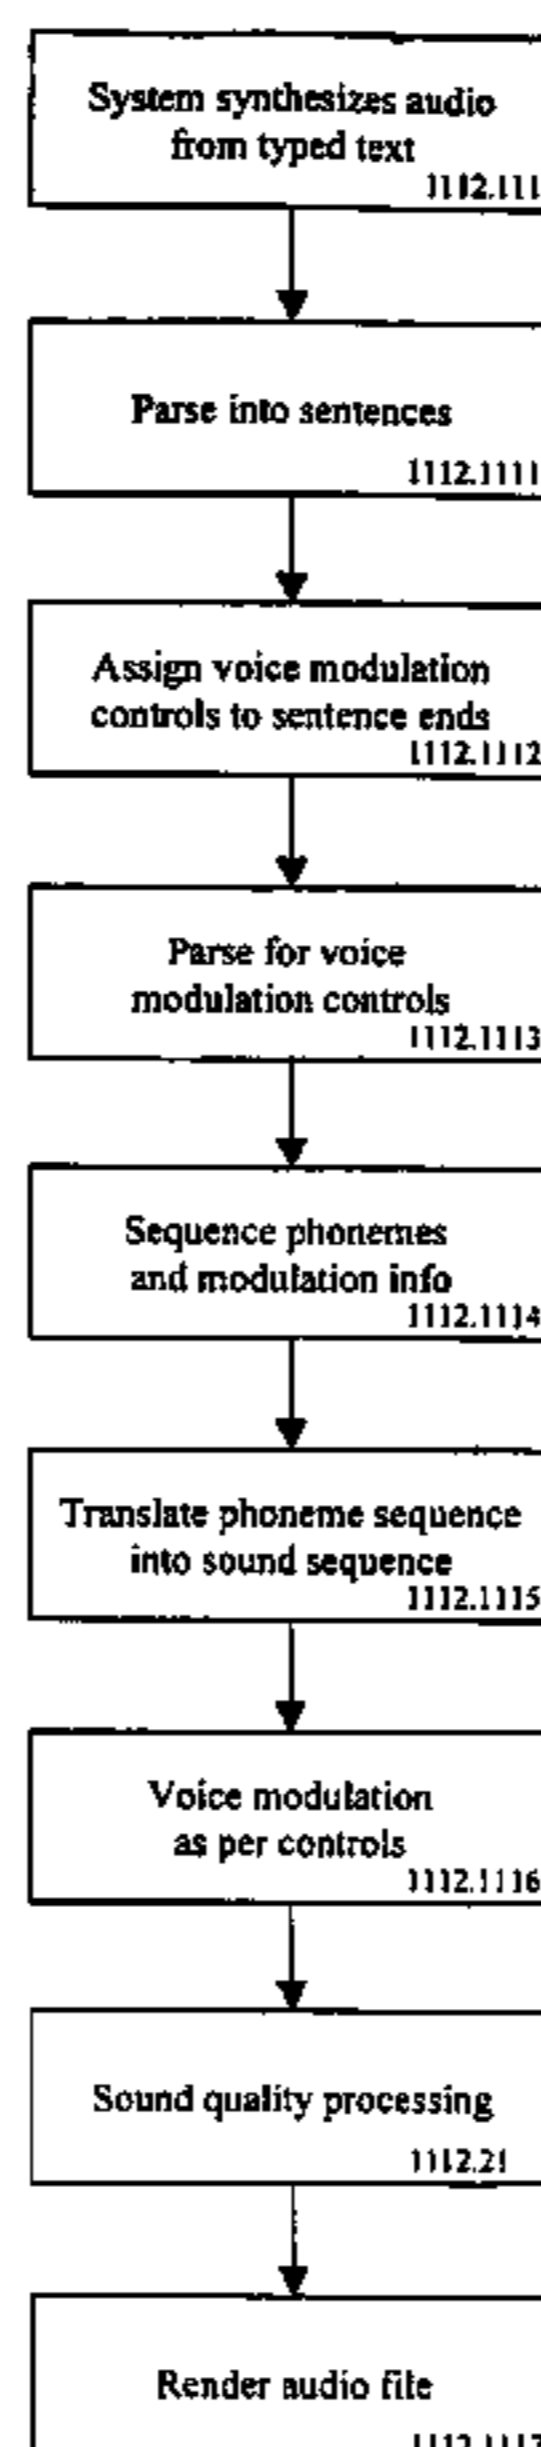 System synthesizes audio
from typed text
1112.111
Parse into sentences
1112.1111
Assign voice modulation
controls to sentence ends
1112.1112
Parse for voice
modulation controls
1112.1113
Sequence phonemes
and modulation info
1112.1114
Translate phoneme sequence
into sound sequence
1112.1115
Voice modulation
as per controls
1112.1116
Sound quality processing
1112.21
Render audio file